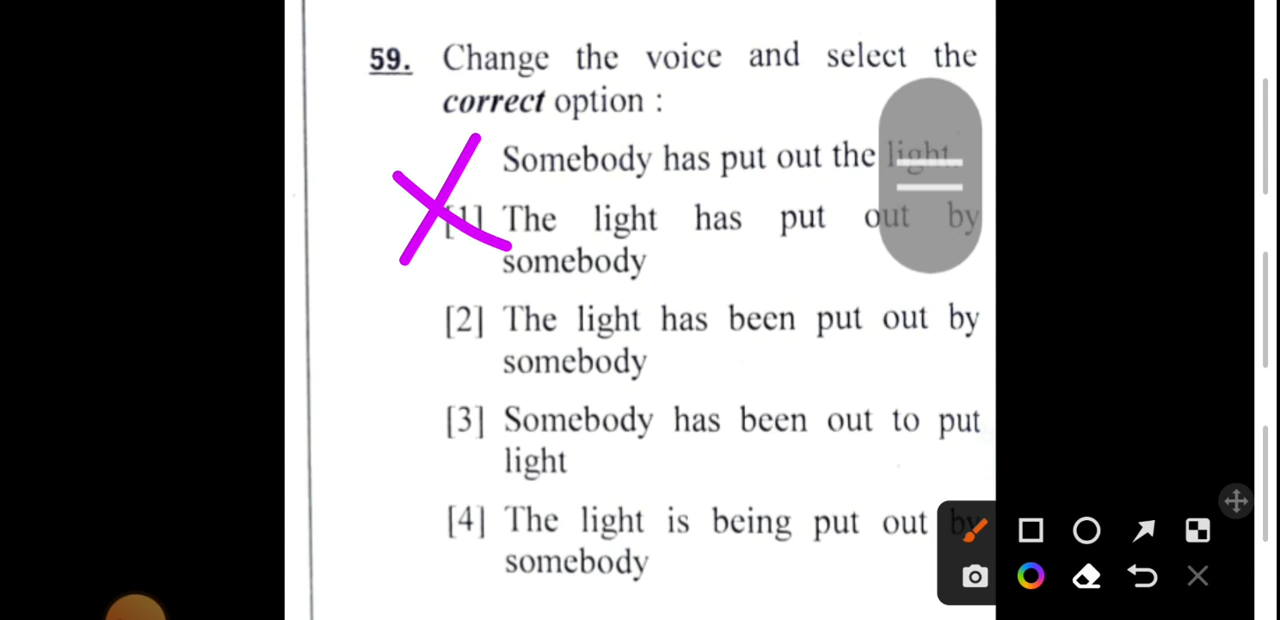 59. Change the voice and select the
correct option :
Somebody has put out the light.
[1] The light has put out by
somebody
[2] The light has been put out by
somebody
[3] Somebody has been out to put
light
[4] The light is being put out by
somebody